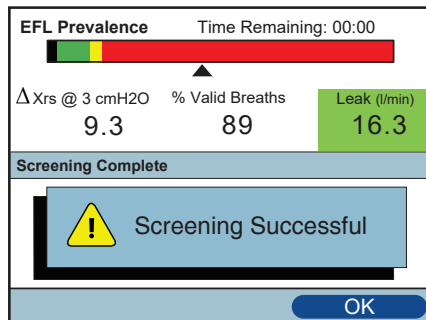 EFL Prevalence Time Remaining: 00:00
Δ Xrs @ 3 cmH2O % Valid Breaths Leak (l/min)
9.3 89 16.3
Screening Complete
! Screening Successful
OK